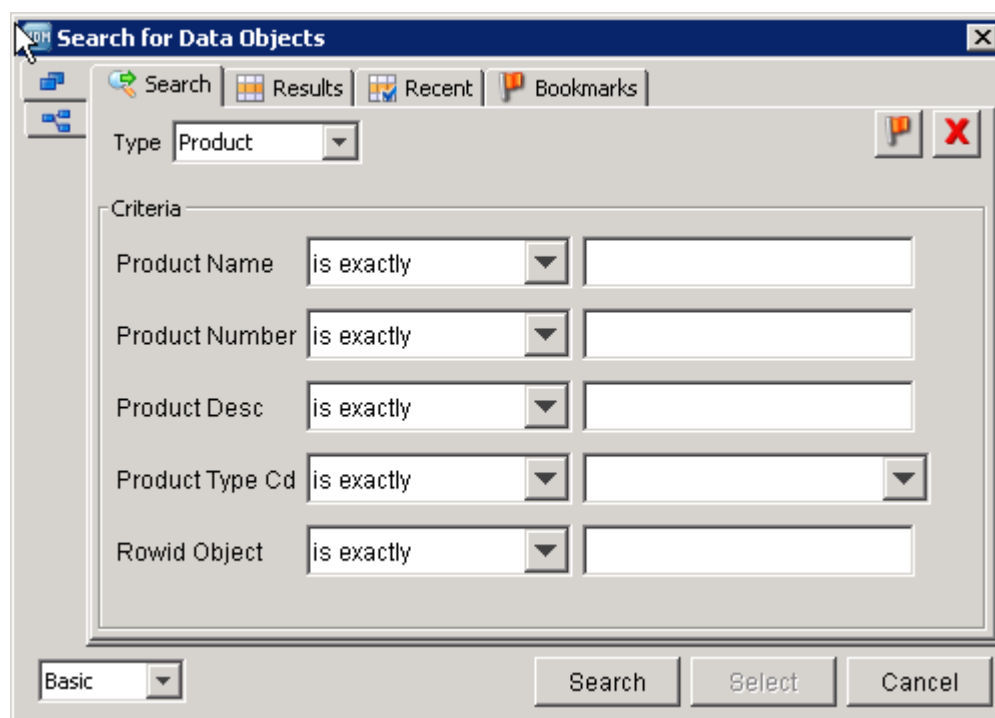 Search for Data Objects
Search Results Recent Bookmarks
Type Product
Criteria
Product Name is exactly
Product Number is exactly
Product Desc is exactly
Product Type Cd is exactly
Rowid Object is exactly
Basic Search Select Cancel